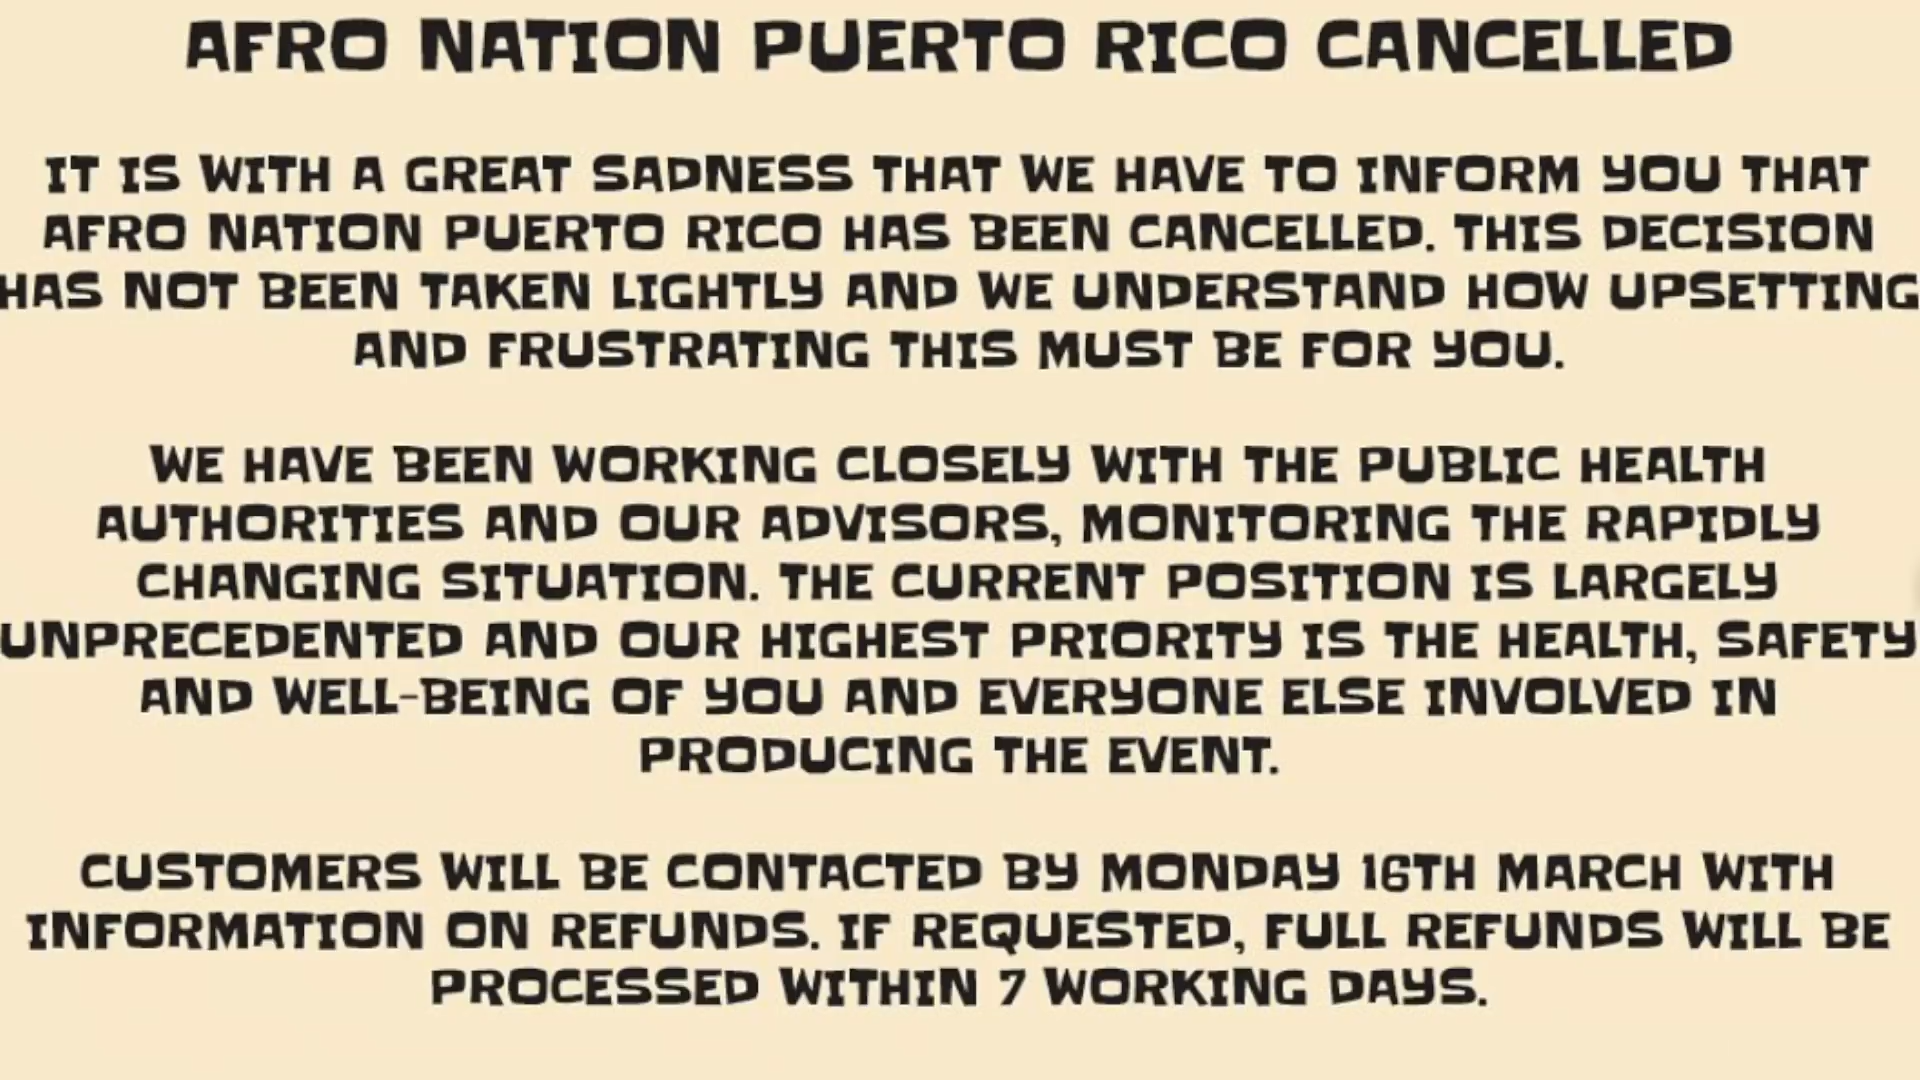 AFRO NATION PUERTO RICO CANCELLED
IT IS WITH A GREAT SADNESS THAT WE HAVE TO INFORM YOU THAT
AFRO NATION PUERTO RICO HAS BEEN CANCELLED. THIS DECISION
HAS NOT BEEN TAKEN LIGHTLY AND WE UNDERSTAND HOW UPSETTING
AND FRUSTRATING THIS MUST BE FOR YOU.
WE HAVE BEEN WORKING CLOSELY WITH THE PUBLIC HEALTH
AUTHORITIES AND OUR ADVISORS, MONITORING THE RAPIDLY
CHANGING SITUATION. THE CURRENT POSITION IS LARGELY
UNPRECEDENTED AND OUR HIGHEST PRIORITY IS THE HEALTH, SAFETY
AND WELL-BEING OF YOU AND EVERYONE ELSE INVOLVED IN
PRODUCING THE EVENT.
CUSTOMERS WILL BE CONTACTED BY MONDAY 16TH MARCH WITH
INFORMATION ON REFUNDS. IF REQUESTED, FULL REFUNDS WILL BE
PROCESSED WITHIN 7 WORKING DAYS.